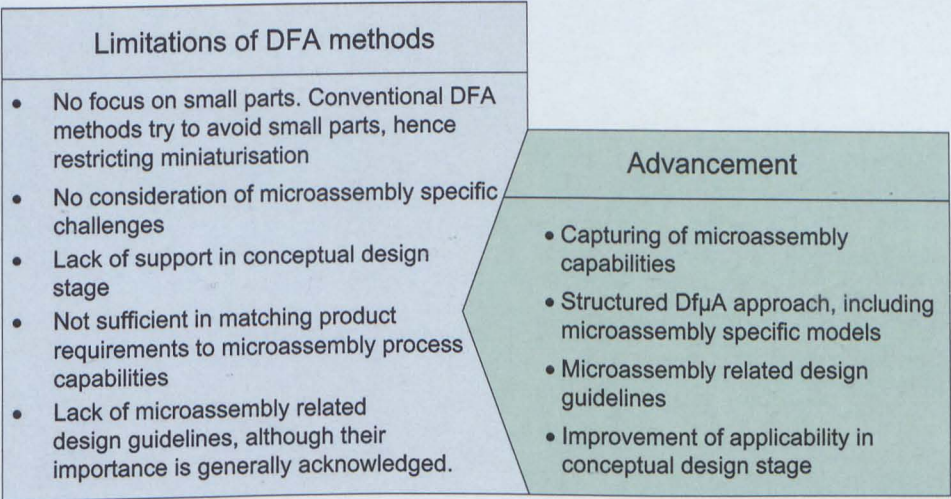 Limitations of DFA methods
• No focus on small parts. Conventional DFA
methods try to avoid small parts, hence
restricting miniaturisation
• No consideration of microassembly specific
challenges
• Lack of support in conceptual design
stage
• Not sufficient in matching product
requirements to microassembly process
capabilities
• Lack of microassembly related
design guidelines, although their
importance is generally acknowledged.
Advancement
• Capturing of microassembly
capabilities
• Structured DfµA approach, including
microassembly specific models
• Microassembly related design
guidelines
• Improvement of applicability in
conceptual design stage